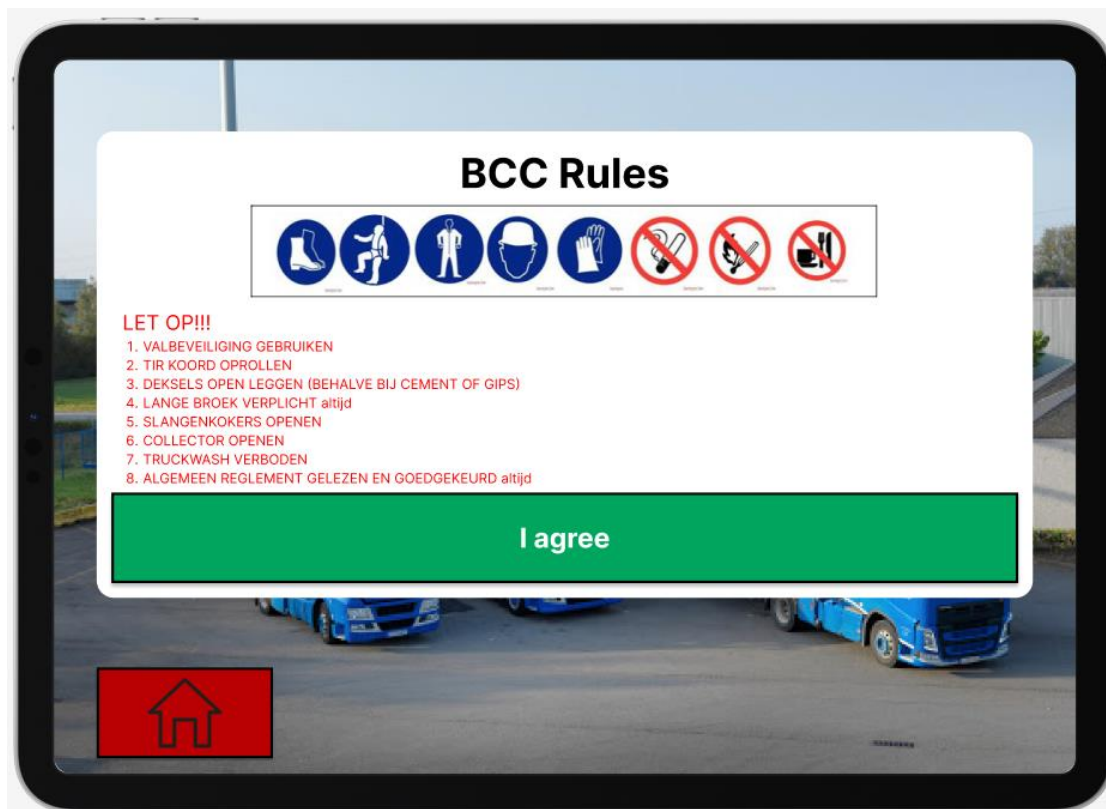 BCC Rules
LET OP!!!
1. VALBEVEILIGING GEBRUIKEN
2. TIR KOORD OPROLLEN
3. DEKSELS OPEN LEGGEN (BEHALVE BIJ CEMENT OF GIPS)
4. LANGE BROEK VERPLICHT altijd
5. SLANGENKOKERS OPENEN
6. COLLECTOR OPENEN
7. TRUCKWASH VERBODEN
8. ALGEMEEN REGLEMENT GELEZEN EN GOEDGEKEURD altijd
I agree